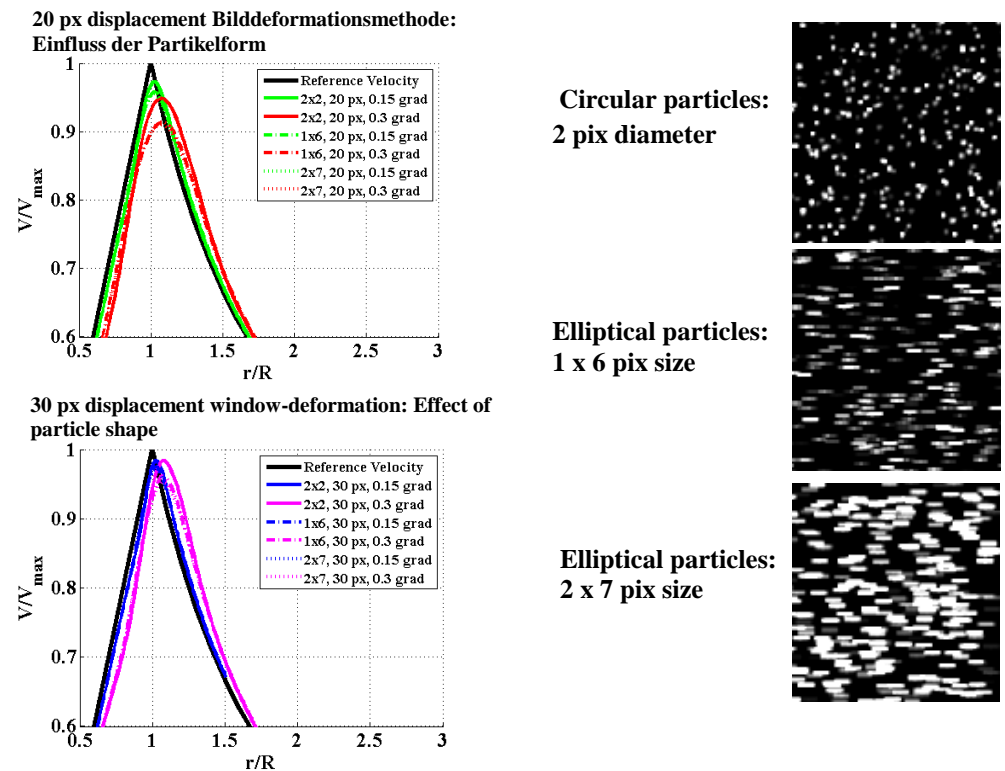 20 px displacement Bilddeformationsmethode:
Einfluss der Partikelform
1
0.9
0.8
0.7
0.6
0.5
1
1.5
2
2.5
3
V/Vmax
r/R
Reference Velocity
2x2, 20 px, 0.15 grad
2x2, 20 px, 0.3 grad
1x6, 20 px, 0.15 grad
1x6, 20 px, 0.3 grad
2x7, 20 px, 0.15 grad
2x7, 20 px, 0.3 grad
30 px displacement window-deformation: Effect of
particle shape
1
0.9
0.8
0.7
0.6
0.5
1
1.5
2
2.5
3
V/Vmax
r/R
Reference Velocity
2x2, 30 px, 0.15 grad
2x2, 30 px, 0.3 grad
1x6, 30 px, 0.15 grad
1x6, 30 px, 0.3 grad
2x7, 30 px, 0.15 grad
2x7, 30 px, 0.3 grad
Circular particles:
2 pix diameter
Elliptical particles:
1 x 6 pix size
Elliptical particles:
2 x 7 pix size